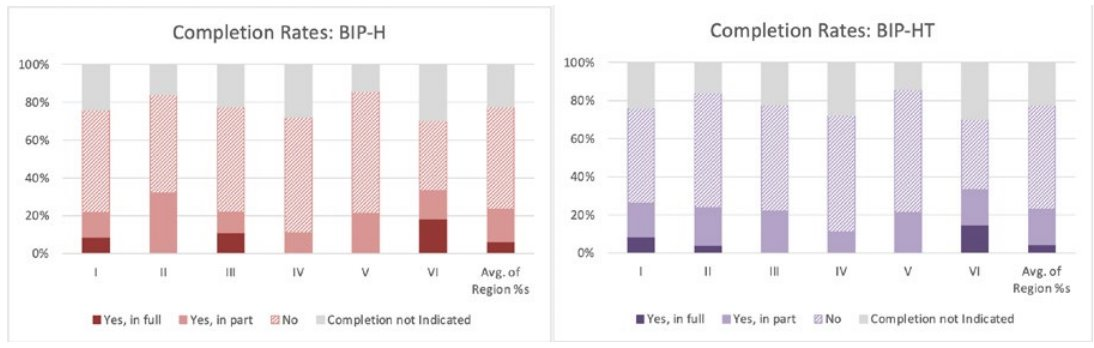 Completion Rates: BIP-H
100%
80%
60%
40%
20%
0%
I II III IV V VI Avg. of
Region %s
Yes, in full Yes, in part No Completion not Indicated
Completion Rates: BIP-HT
100%
80%
60%
40%
20%
0%
I II III IV V VI Avg. of
Region %s
Yes, in full Yes, in part No Completion not Indicated